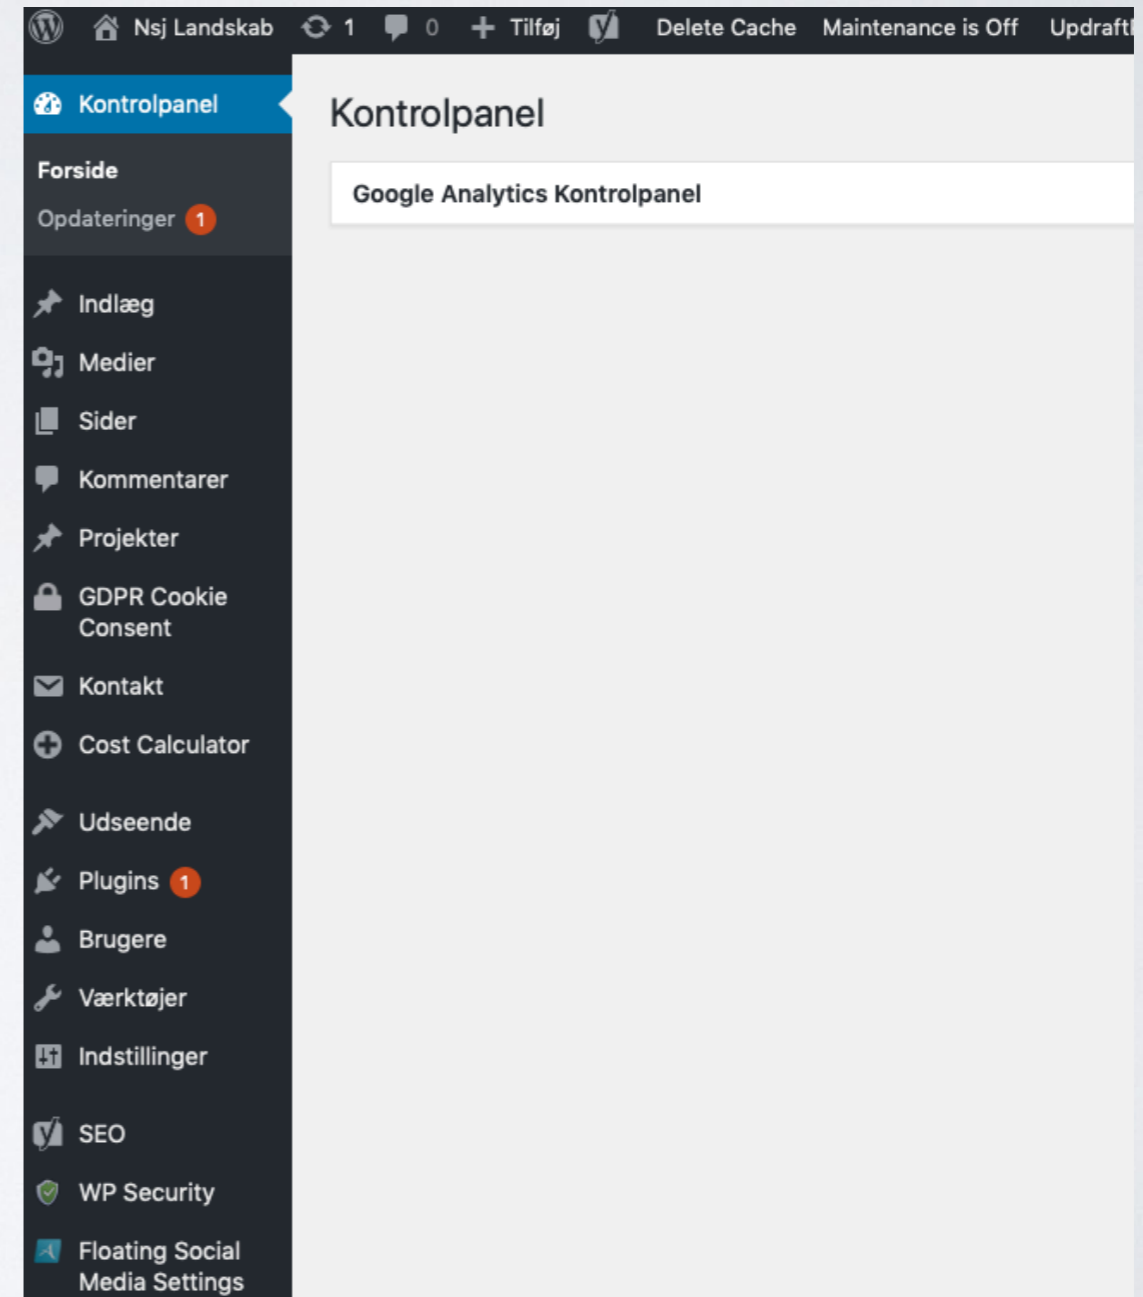 Nsj Landskab 1 0 Tilføj Delete Cache Maintenance is Off Updraft
Kontrolpanel
Forside
Opdateringer 1
Indlæg
Medier
Sider
Kommentarer
Projekter
GDPR Cookie
Consent
Kontakt
Cost Calculator
Udseende
Plugins 1
Brugere
Værktøjer
Indstillinger
SEO
WP Security
Floating Social
Media Settings
Kontrolpanel
Google Analytics Kontrolpanel